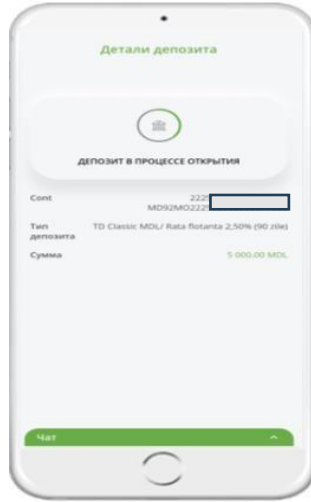 Детали депозита
ДЕПОЗИТ В ПРОЦЕССЕ ОТКРЫТИЯ
Cont 2225
MD92MO2225
Тип депозита TD Classic MDL/ Rata flotanta 2,50% (90 zile)
Сумма 5 000,00 MDL
Чат